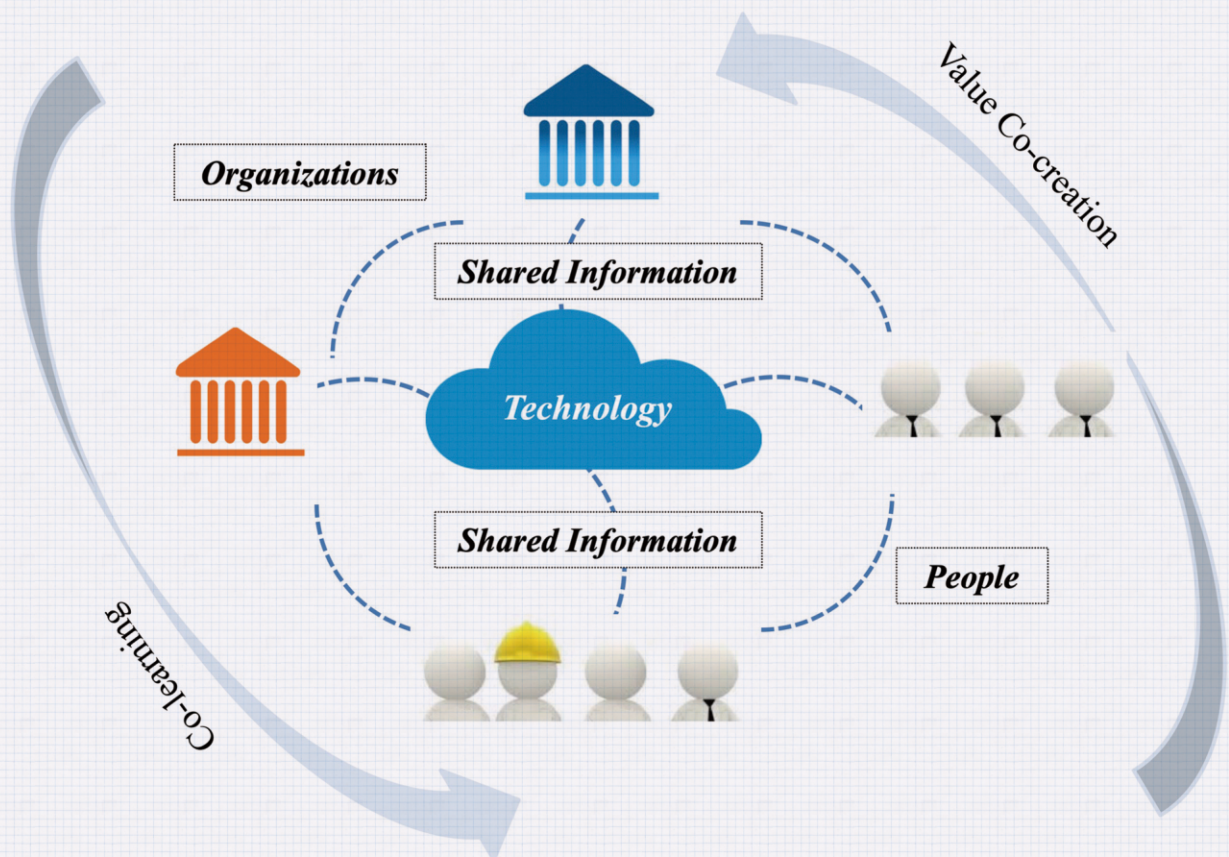 Value Co-creation
Organizations
Shared Information
Technology
Shared Information
People
Co-learning